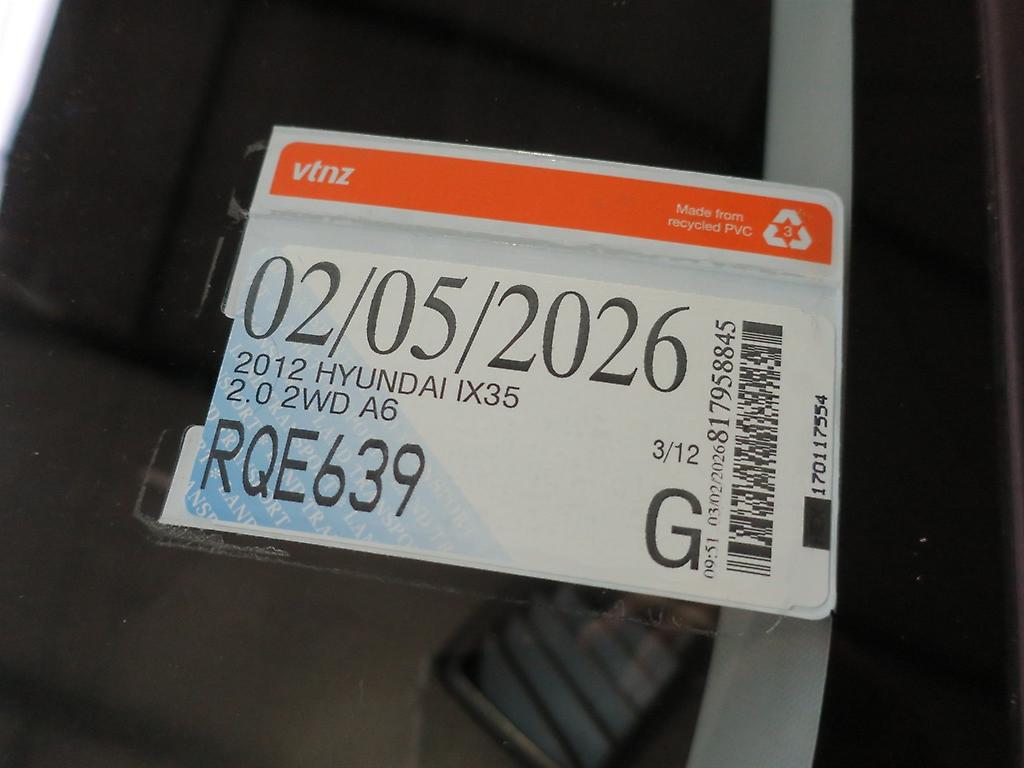 vtnz
Made from
recycled PVC
3
02/05/2026
2012 HYUNDAI IX35
2.0 2WD A6
RQE639
3/12
G
09:51 03/02/2026 817958845
170117554